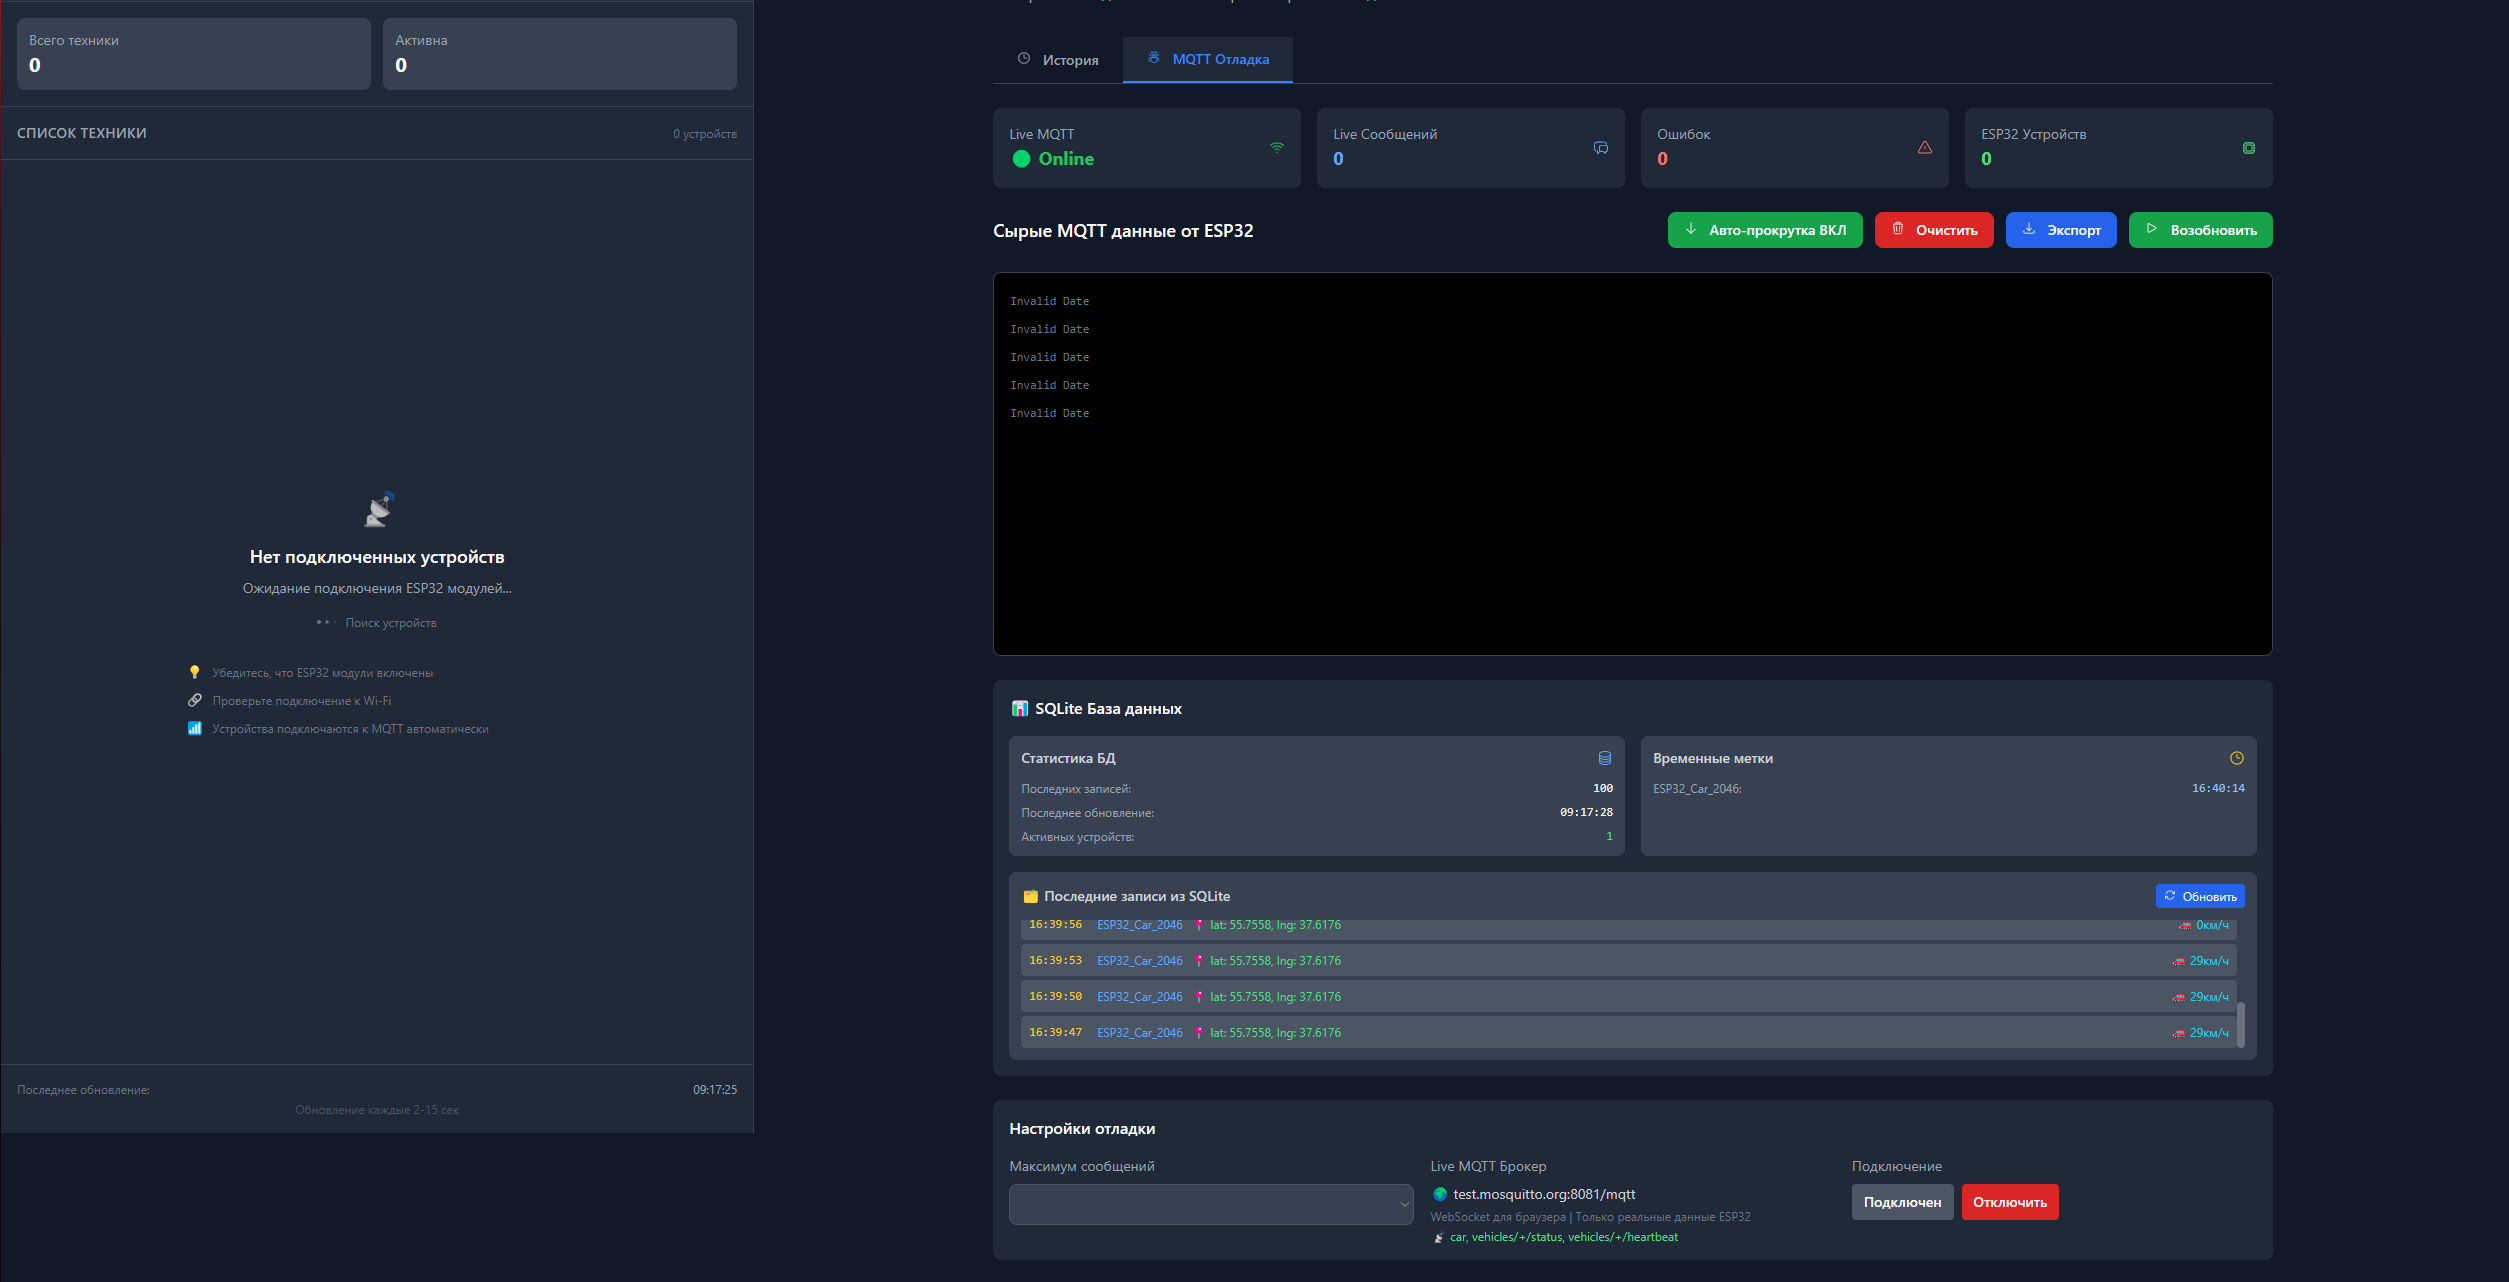 Всего техники
0
Активна
0
СПИСОК ТЕХНИКИ
0 устройств
Нет подключенных устройств
Ожидание подключения ESP32 модулей...
Поиск устройств
Убедитесь, что ESP32 модули включены
Проверьте подключение к Wi-Fi
Устройства подключаются к MQTT автоматически
Последнее обновление:
09:17:25
Обновление каждые 2-15 сек
История
MQTT Отладка
Live MQTT
Online
Live Сообщений
0
Ошибок
0
ESP32 Устройств
0
Сырые MQTT данные от ESP32
Авто-прокрутка ВКЛ
Очистить
Экспорт
Возобновить
Invalid Date
Invalid Date
Invalid Date
Invalid Date
Invalid Date
SQLite База данных
Статистика БД
Последних записей: 100
Последнее обновление: 09:17:28
Активных устройств: 1
Временные метки
ESP32_Car_2046: 16:40:14
Последние записи из SQLite
Обновить
16:39:56 ESP32_Car_2046 lat: 55.7558, lng: 37.6176 0км/ч
16:39:53 ESP32_Car_2046 lat: 55.7558, lng: 37.6176 29км/ч
16:39:50 ESP32_Car_2046 lat: 55.7558, lng: 37.6176 29км/ч
16:39:47 ESP32_Car_2046 lat: 55.7558, lng: 37.6176 29км/ч
Настройки отладки
Максимум сообщений
Live MQTT Брокер
test.mosquitto.org:8081/mqtt
WebSocket для браузера | Только реальные данные ESP32
car, vehicles/+/status, vehicles/+/heartbeat
Подключение
Подключен
Отключить